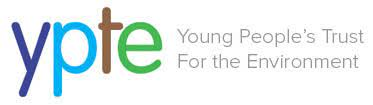 ypte
Young People's Trust
For the Environment